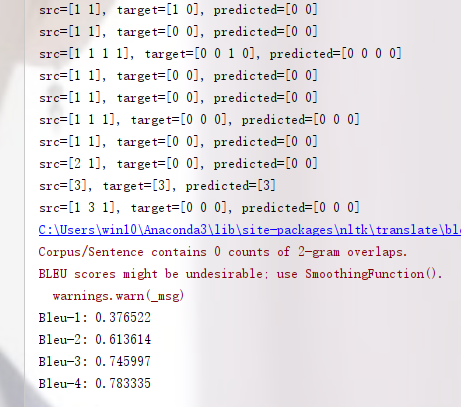 src=[1 1], target=[1 0], predicted=[0 0]
src=[1 1], target=[0 0], predicted=[0 0]
src=[1 1 1 1], target=[0 0 1 0], predicted=[0 0 0 0]
src=[1 1], target=[0 0], predicted=[0 0]
src=[1 1], target=[0 0], predicted=[0 0]
src=[1 1 1], target=[0 0 0], predicted=[0 0 0]
src=[1 1], target=[0 0], predicted=[0 0]
src=[2 1], target=[0 0], predicted=[0 0]
src=[3], target=[3], predicted=[3]
src=[1 3 1], target=[0 0 0], predicted=[0 0 0]
C:\Users\win10\Anaconda3\lib\site-packages\nltk\translate\ble
Corpus/Sentence contains 0 counts of 2-gram overlaps.
BLEU scores might be undesirable; use SmoothingFunction().
warnings.warn(_msg)
Bleu-1: 0.376522
Bleu-2: 0.613614
Bleu-3: 0.745997
Bleu-4: 0.783335